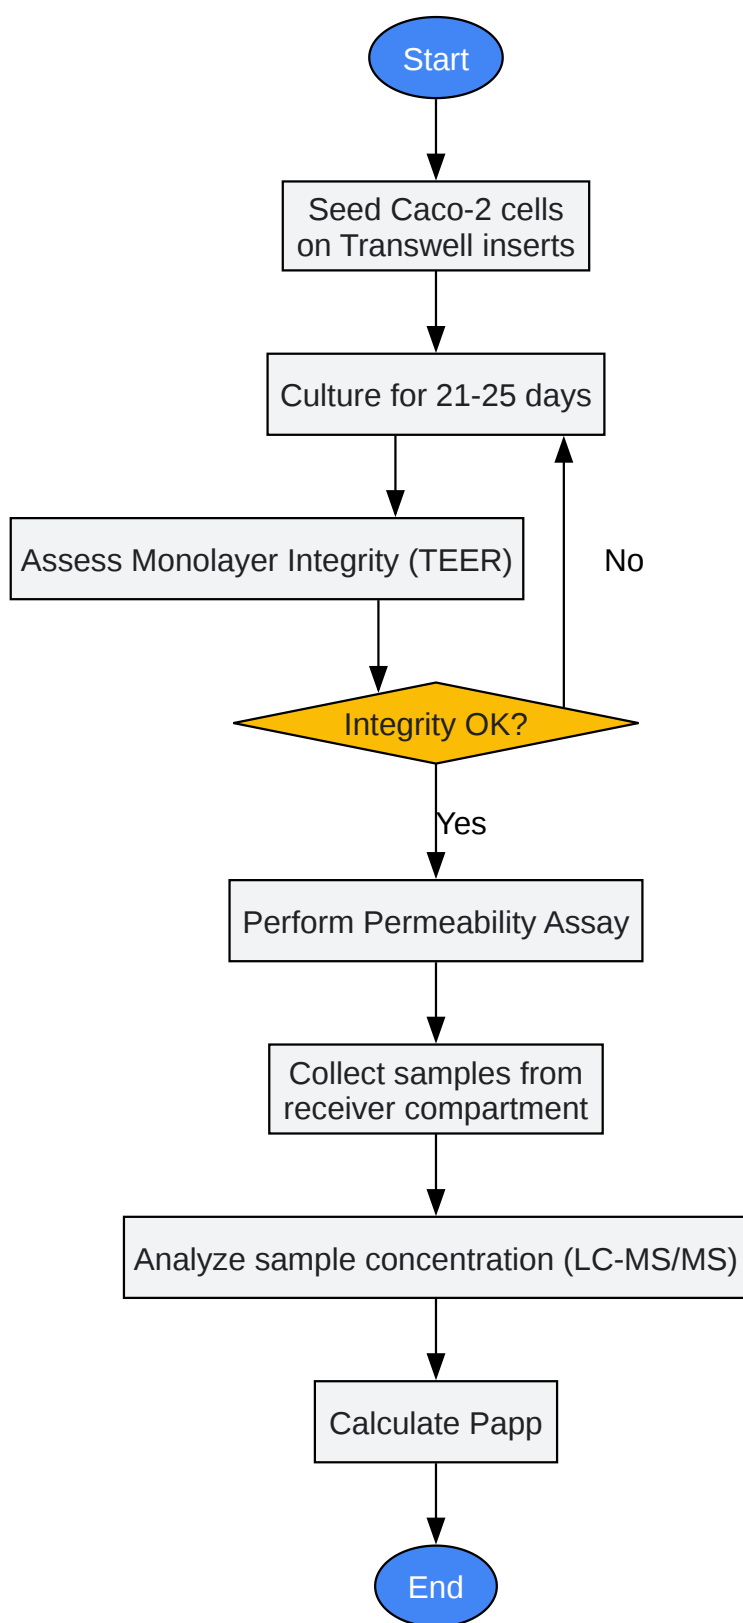 Start
Seed Caco-2 cells
on Transwell inserts
Culture for 21-25 days
Assess Monolayer Integrity (TEER)
No
Integrity OK?
Yes
Perform Permeability Assay
Collect samples from
receiver compartment
Analyze sample concentration (LC-MS/MS)
Calculate Papp
End